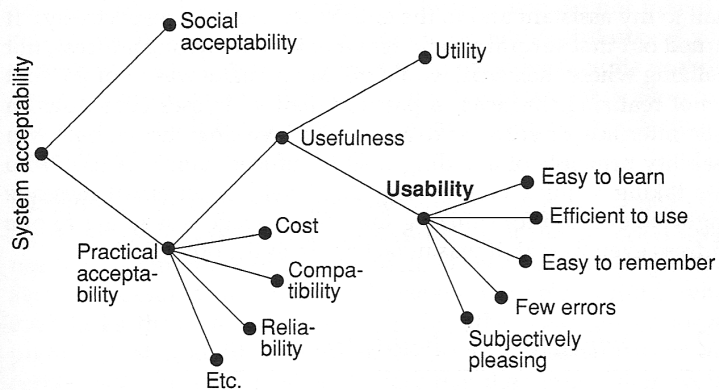 Social
acceptability
System acceptability
Utility
Usefulness
Usability
Easy to learn
Efficient to use
Easy to remember
Few errors
Subjectively
pleasing
Practical
accepta-
bility
Cost
Compa-
tibility
Relia-
bility
Etc.